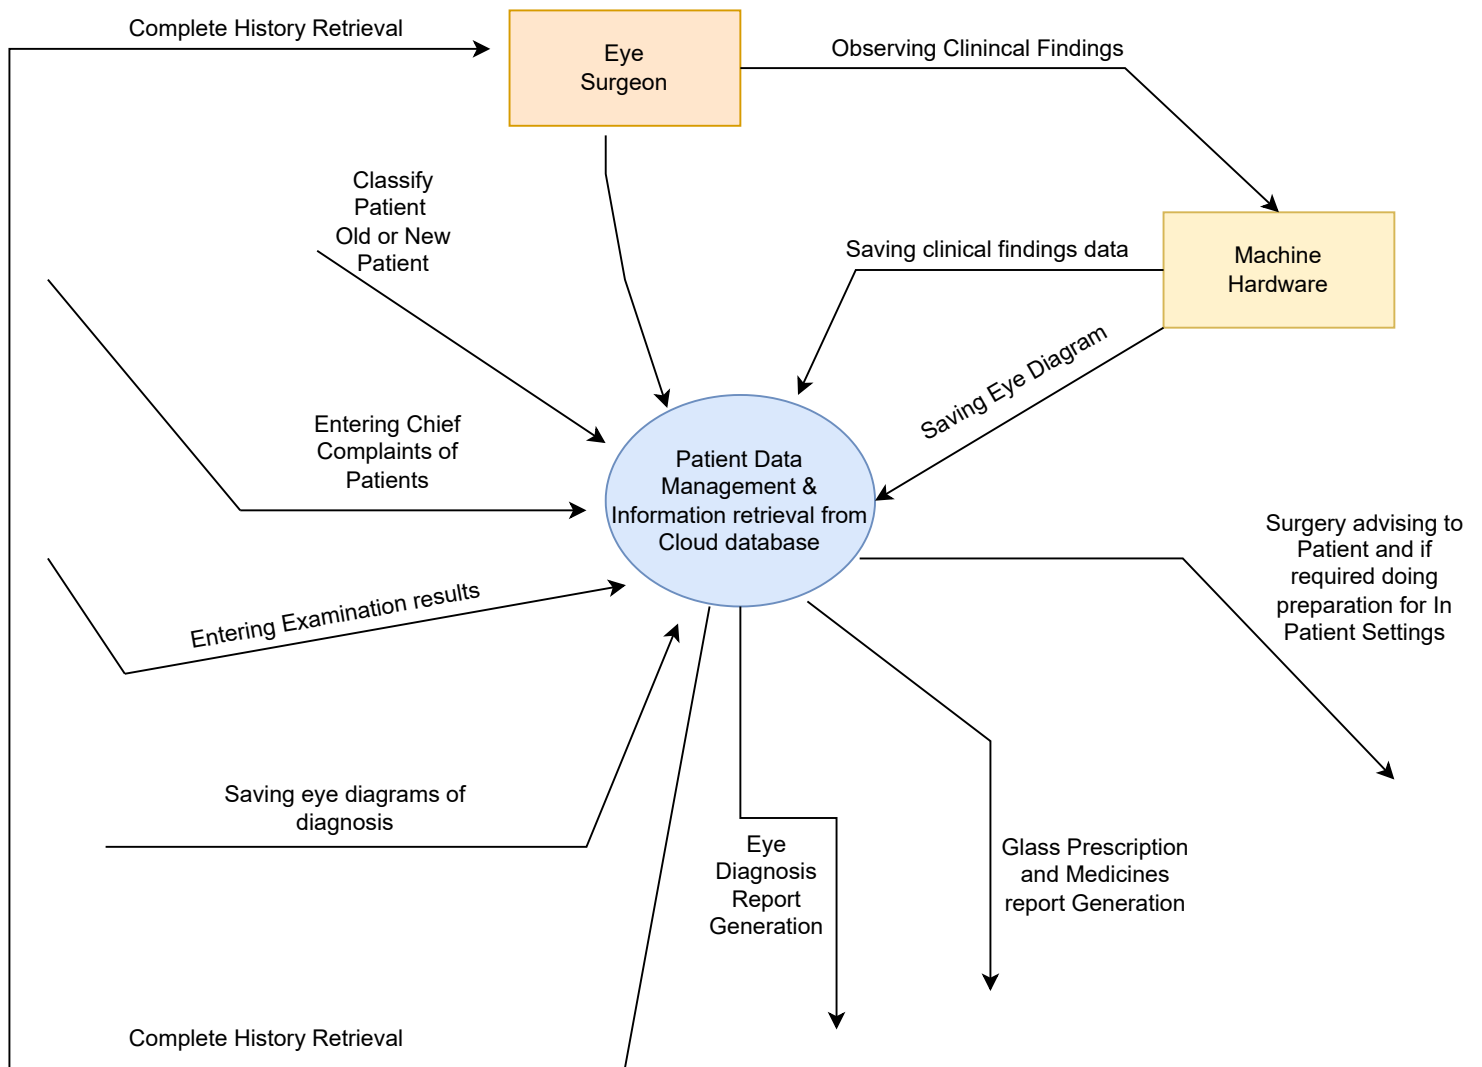 Complete History Retrieval
Eye
Surgeon
Observing Clinincal Findings
Classify
Patient
Old or New
Patient
Saving clinical findings data
Machine
Hardware
Saving Eye Diagram
Entering Chief
Complaints of
Patients
Patient Data
Management &
Information retrieval from
Cloud database
Surgery advising to
Patient and if
required doing
preparation for In
Patient Settings
Entering Examination results
Saving eye diagrams of
diagnosis
Eye
Diagnosis
Report
Generation
Glass Prescription
and Medicines
report Generation
Complete History Retrieval